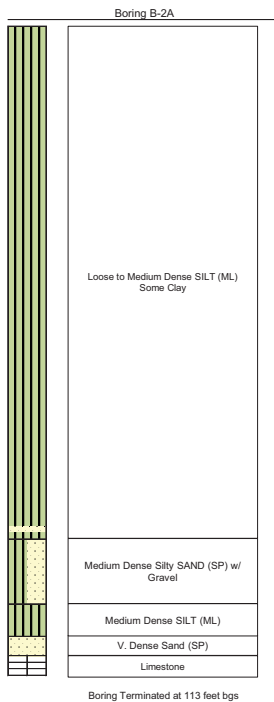 Boring B-2A
Loose to Medium Dense SILT (ML)
Some Clay
Medium Dense Silty SAND (SP) w/
Gravel
Medium Dense SILT (ML)
V. Dense Sand (SP)
Limestone
Boring Terminated at 113 feet bgs